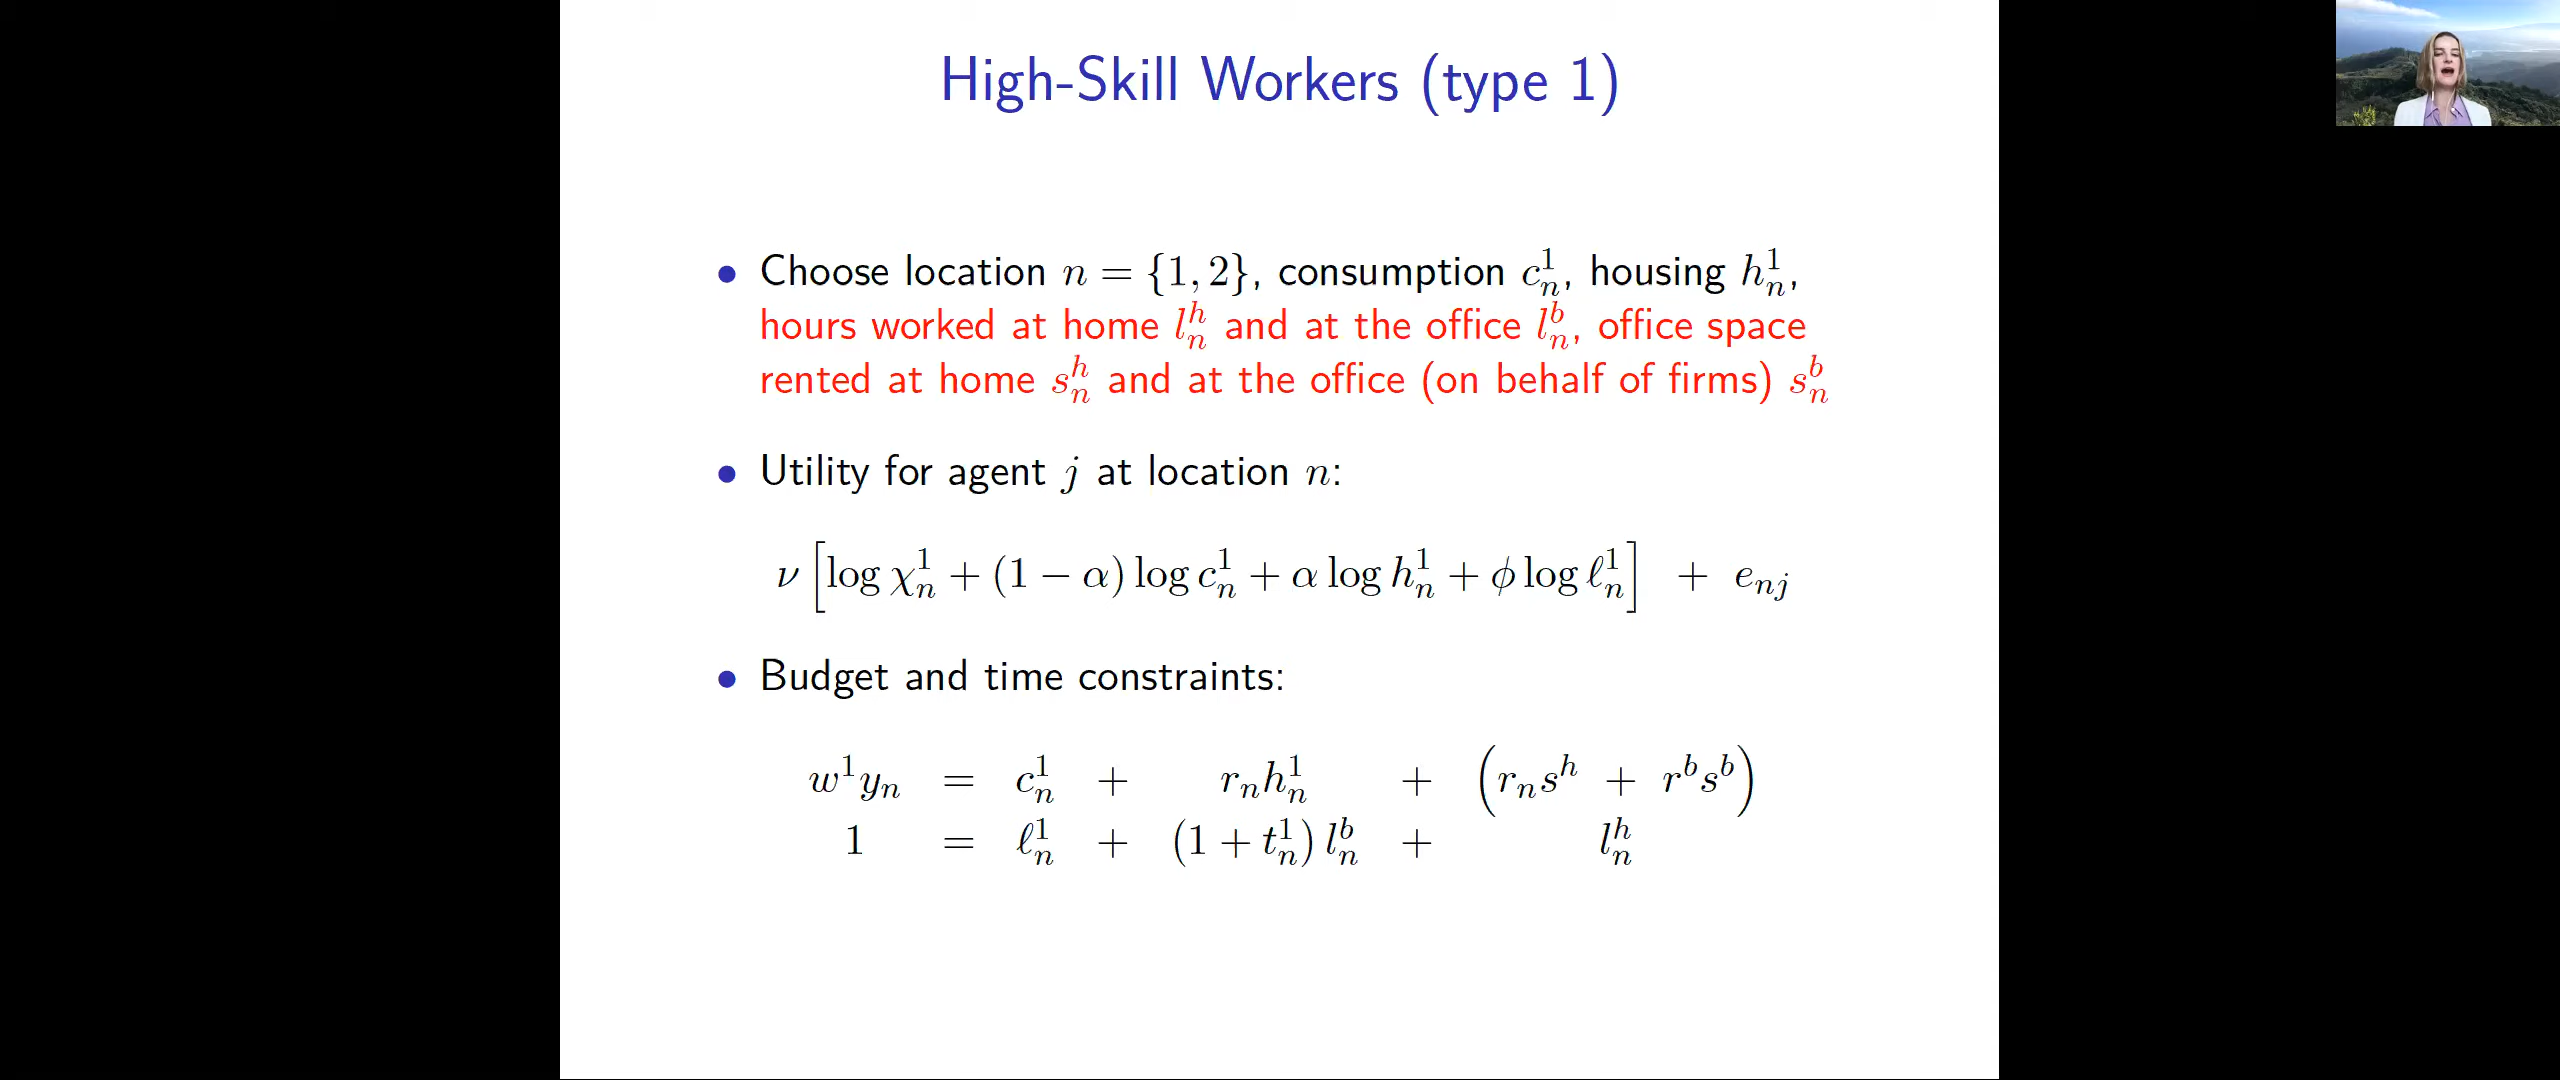 High-Skill Workers (type 1)
• Choose location n = {1, 2}, consumption c_n^1, housing h_n^1,
hours worked at home l_n^h and at the office l_n^b, office space
rented at home s_n^h and at the office (on behalf of firms) s_n^b
• Utility for agent j at location n:
ν [log χ_n^1 + (1 − α) log c_n^1 + α log h_n^1 + ϕ log ℓ_n^1] + e_{nj}
• Budget and time constraints:
w^1 y_n = c_n^1 + r_n h_n^1 + (r_n s^h + r^b s^b)
1 = ℓ_n^1 + (1 + t_n^1) l_n^b + l_n^h